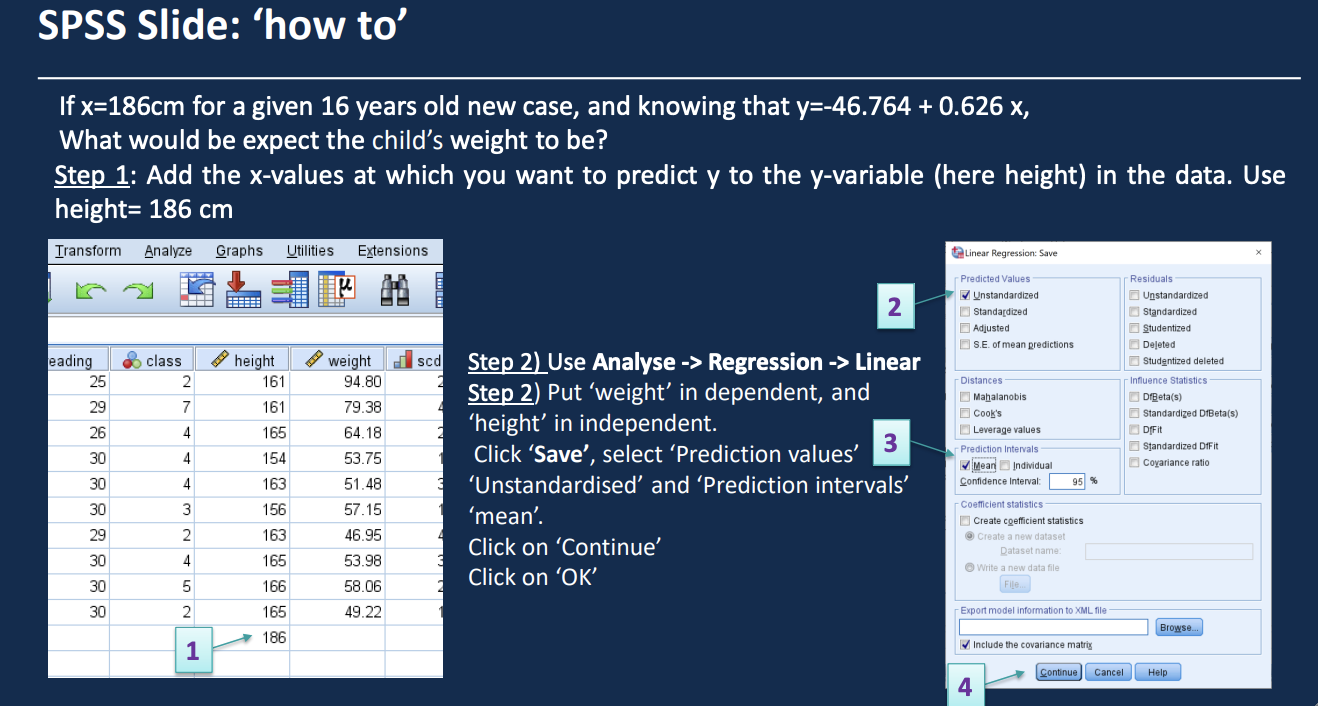 SPSS Slide: ‘how to’
If x=186cm for a given 16 years old new case, and knowing that y=-46.764 + 0.626 x,
What would be expect the child’s weight to be?
Step 1: Add the x-values at which you want to predict y to the y-variable (here height) in the data. Use
height= 186 cm
Transform Analyze Graphs Utilities Extensions
μ
eading class height weight scd
25 2 161 94.80 2
29 7 161 79.38 4
26 4 165 64.18 2
30 4 154 53.75 1
30 4 163 51.48 3
30 3 156 57.15 1
29 2 163 46.95 4
30 4 165 53.98 3
30 5 166 58.06 2
30 2 165 49.22 1
186
1
Step 2) Use Analyse -> Regression -> Linear
Step 2) Put ‘weight’ in dependent, and
‘height’ in independent.
Click ‘Save’, select ‘Prediction values’
‘Unstandardised’ and ‘Prediction intervals’
‘mean’.
Click on ‘Continue’
Click on ‘OK’
2
3
4
Linear Regression: Save
Predicted Values
Unstandardized
Standardized
Adjusted
S.E. of mean predictions
Residuals
Unstandardized
Standardized
Studentized
Deleted
Studentized deleted
Distances
Mahalanobis
Cook's
Leverage values
Influence Statistics
DfBeta(s)
Standardized DfBeta(s)
DfFit
Standardized DfFit
Covariance ratio
Prediction Intervals
Mean Individual
Confidence Interval: 95 %
Coefficient statistics
Create coefficient statistics
Create a new dataset
Dataset name:
Write a new data file
File...
Export model information to XML file
Browse...
Include the covariance matrix
Continue Cancel Help